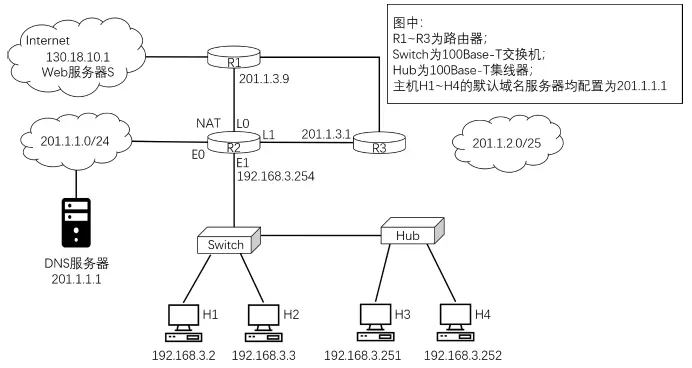 Internet
130.18.10.1
Web服务器S
R1
201.1.3.9
图中：
R1~R3为路由器；
Switch为100Base-T交换机；
Hub为100Base-T集线器；
主机H1~H4的默认域名服务器均配置为201.1.1.1
NAT
L0
L1
201.1.3.1
201.1.1.0/24
E0
R2
R3
201.1.2.0/25
E1
192.168.3.254
Switch
Hub
DNS服务器
201.1.1.1
H1
H2
H3
H4
192.168.3.2
192.168.3.3
192.168.3.251
192.168.3.252